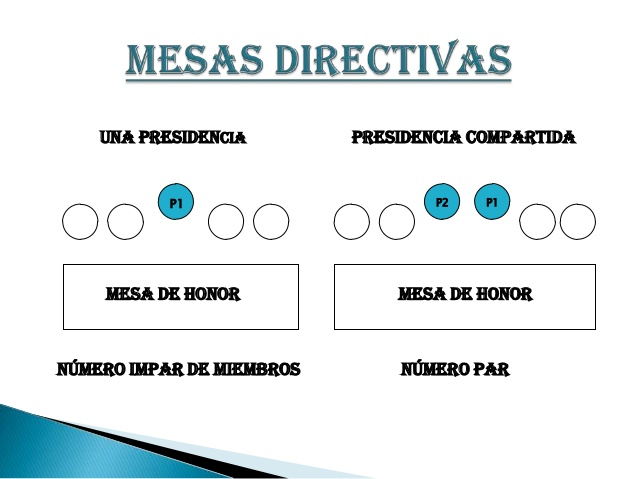 MESAS DIRECTIVAS
UNA PRESIDENCIA
PRESIDENCIA COMPARTIDA
P1
P2
P1
MESA DE HONOR
MESA DE HONOR
NÚMERO IMPAR DE MIEMBROS
NÚMERO PAR